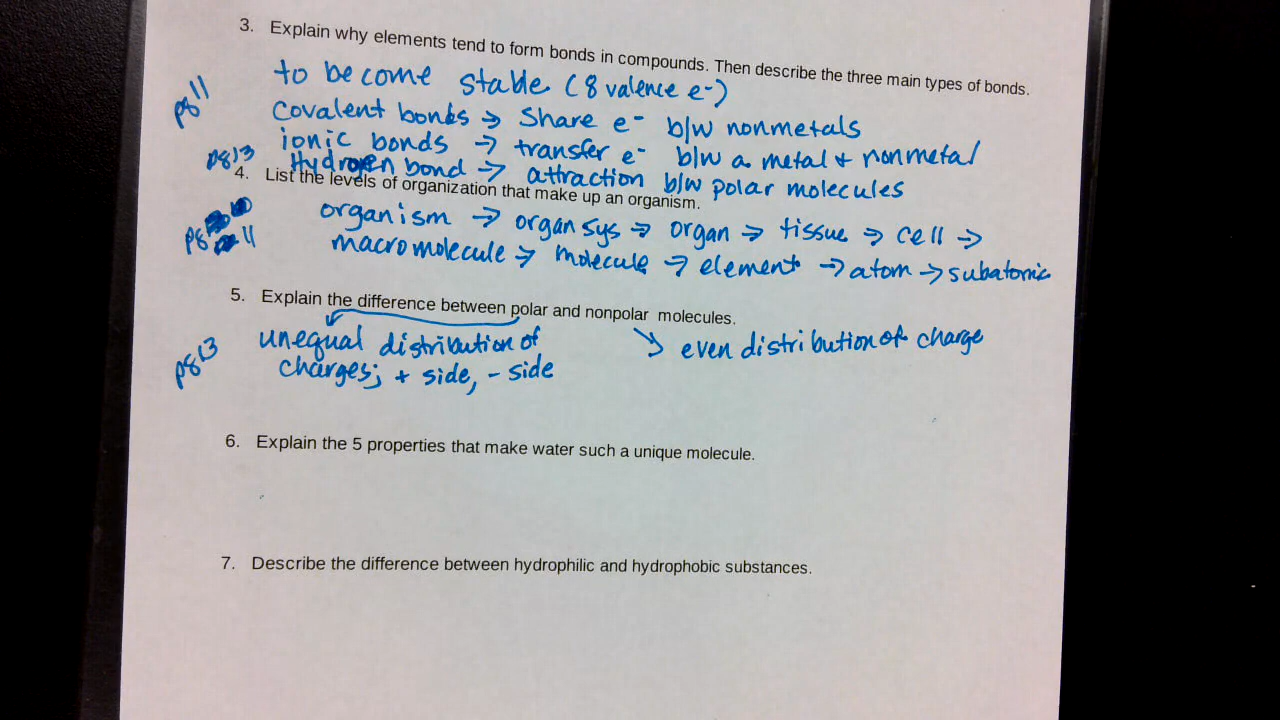 3. Explain why elements tend to form bonds in compounds. Then describe the three main types of bonds.
to become stable (8 valence e-)
pg 11
covalent bonds → Share e- b/w nonmetals
ionic bonds → transfer e- b/w a metal + nonmetal
pg13 Hydrogen bond → attraction b/w polar molecules
4. List the levels of organization that make up an organism.
organism → organ sys → organ → tissue → cell →
pg 11 macromolecule → molecule → element → atom → subatomic
5. Explain the difference between polar and nonpolar molecules.
unequal distribution of
charges; + side, - side
even distribution of charge
pg13
6. Explain the 5 properties that make water such a unique molecule.
7. Describe the difference between hydrophilic and hydrophobic substances.